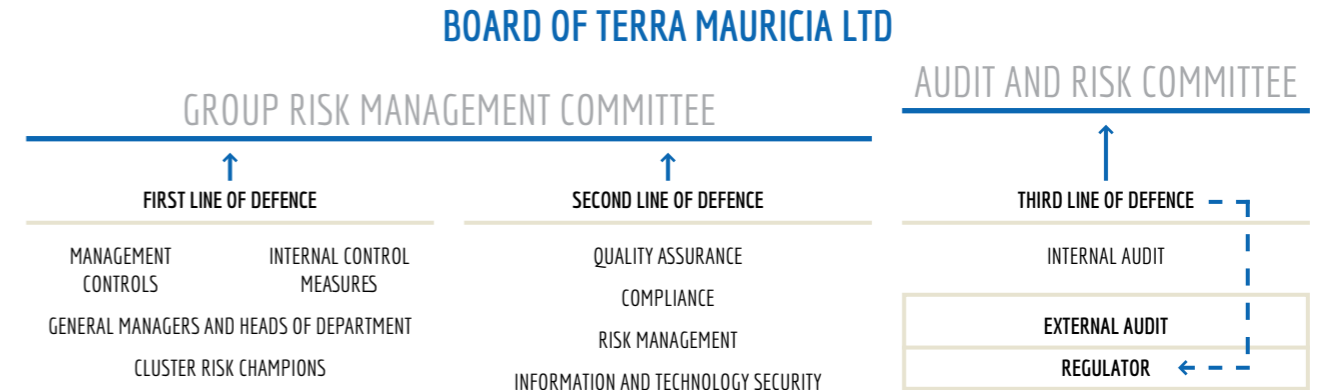 BOARD OF TERRA MAURICIA LTD
GROUP RISK MANAGEMENT COMMITTEE
AUDIT AND RISK COMMITTEE
FIRST LINE OF DEFENCE
MANAGEMENT
CONTROLS
INTERNAL CONTROL
MEASURES
GENERAL MANAGERS AND HEADS OF DEPARTMENT
CLUSTER RISK CHAMPIONS
SECOND LINE OF DEFENCE
QUALITY ASSURANCE
COMPLIANCE
RISK MANAGEMENT
INFORMATION AND TECHNOLOGY SECURITY
THIRD LINE OF DEFENCE
INTERNAL AUDIT
EXTERNAL AUDIT
REGULATOR